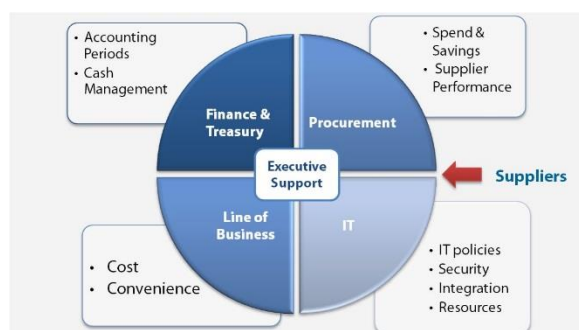 • Accounting
Periods
• Cash
Management
• Spend &
Savings
• Supplier
Performance
Finance &
Treasury
Procurement
Executive
Support
Suppliers
Line of
Business
IT
• Cost
• Convenience
• IT policies
• Security
• Integration
• Resources